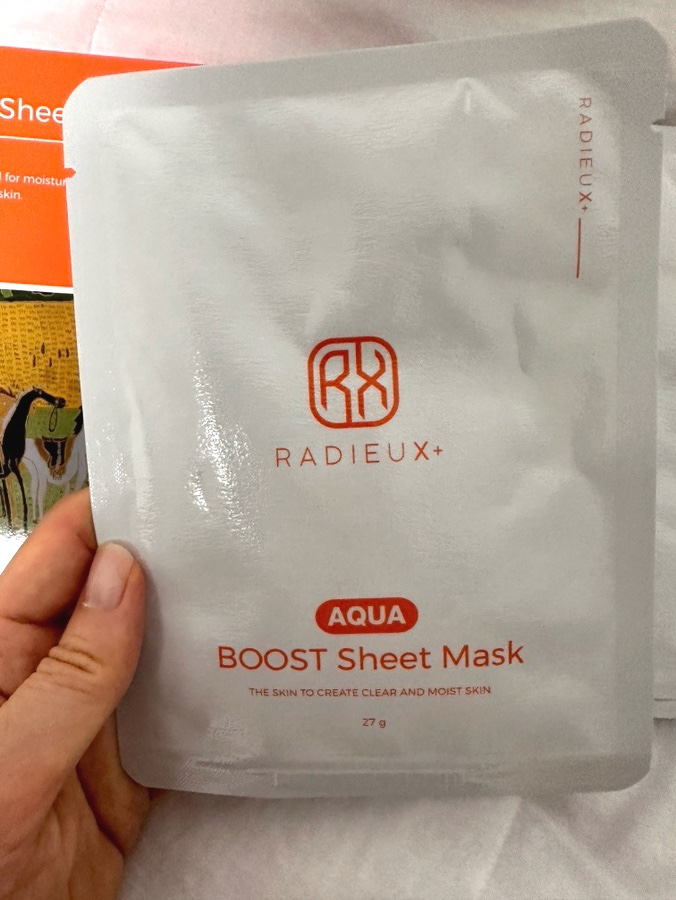 Shee
for moistur
skin.
RADIEUX+
RX
RADIEUX+
AQUA
BOOST Sheet Mask
THE SKIN TO CREATE CLEAR AND MOIST SKIN
27 g